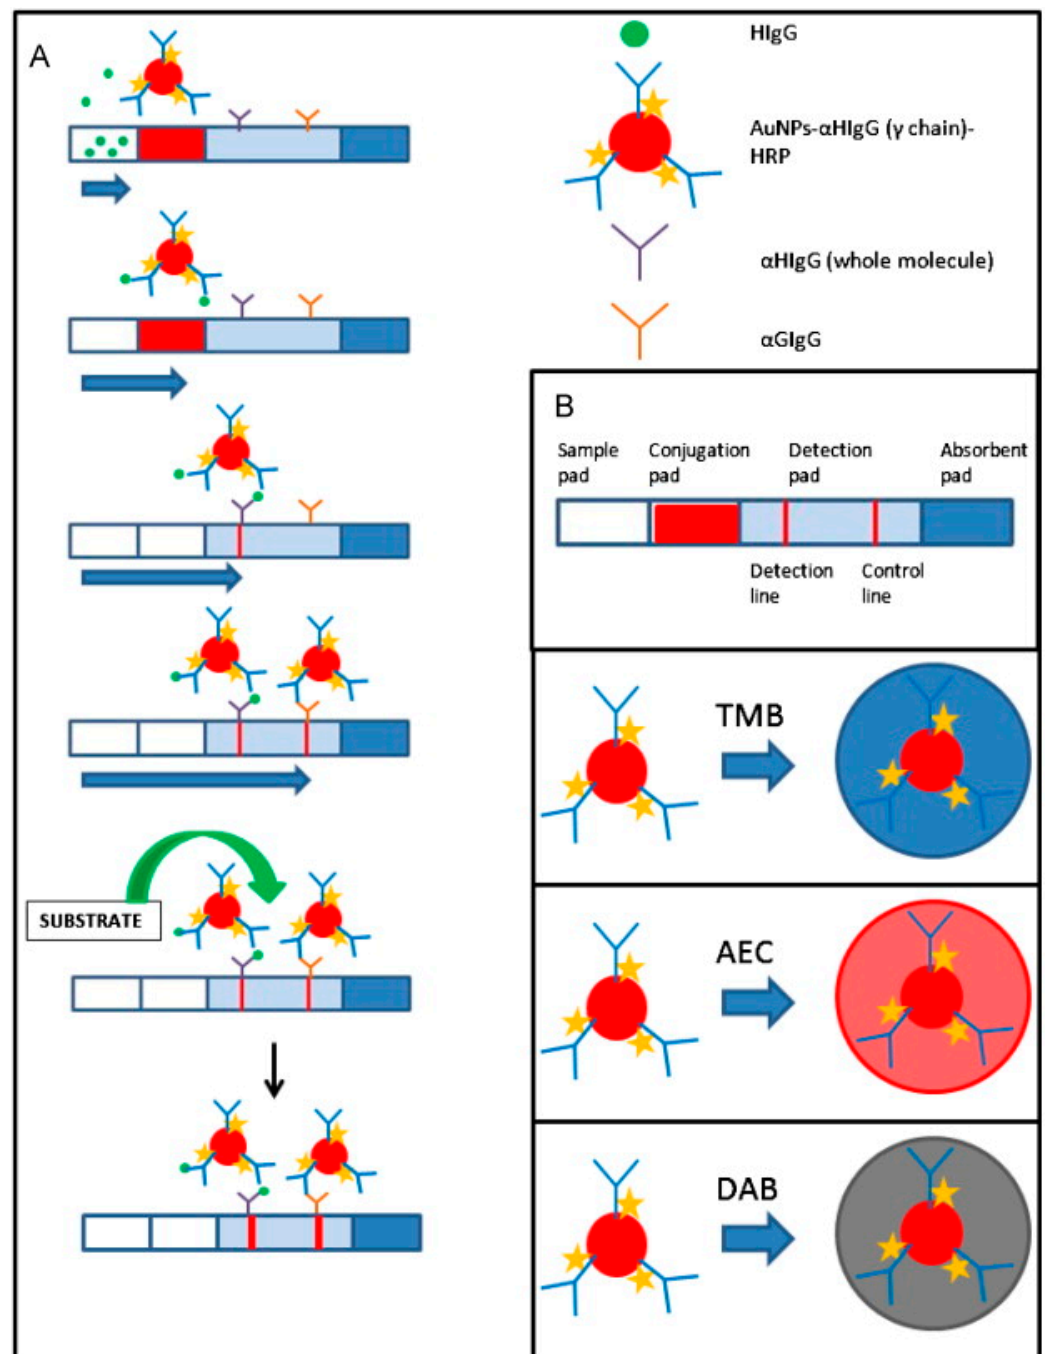 A
HIgG
AuNPs-αHIgG (γ chain)-
HRP
αHIgG (whole molecule)
αGIgG
SUBSTRATE
B
Sample
pad
Conjugation
pad
Detection
pad
Absorbent
pad
Detection
line
Control
line
TMB
AEC
DAB